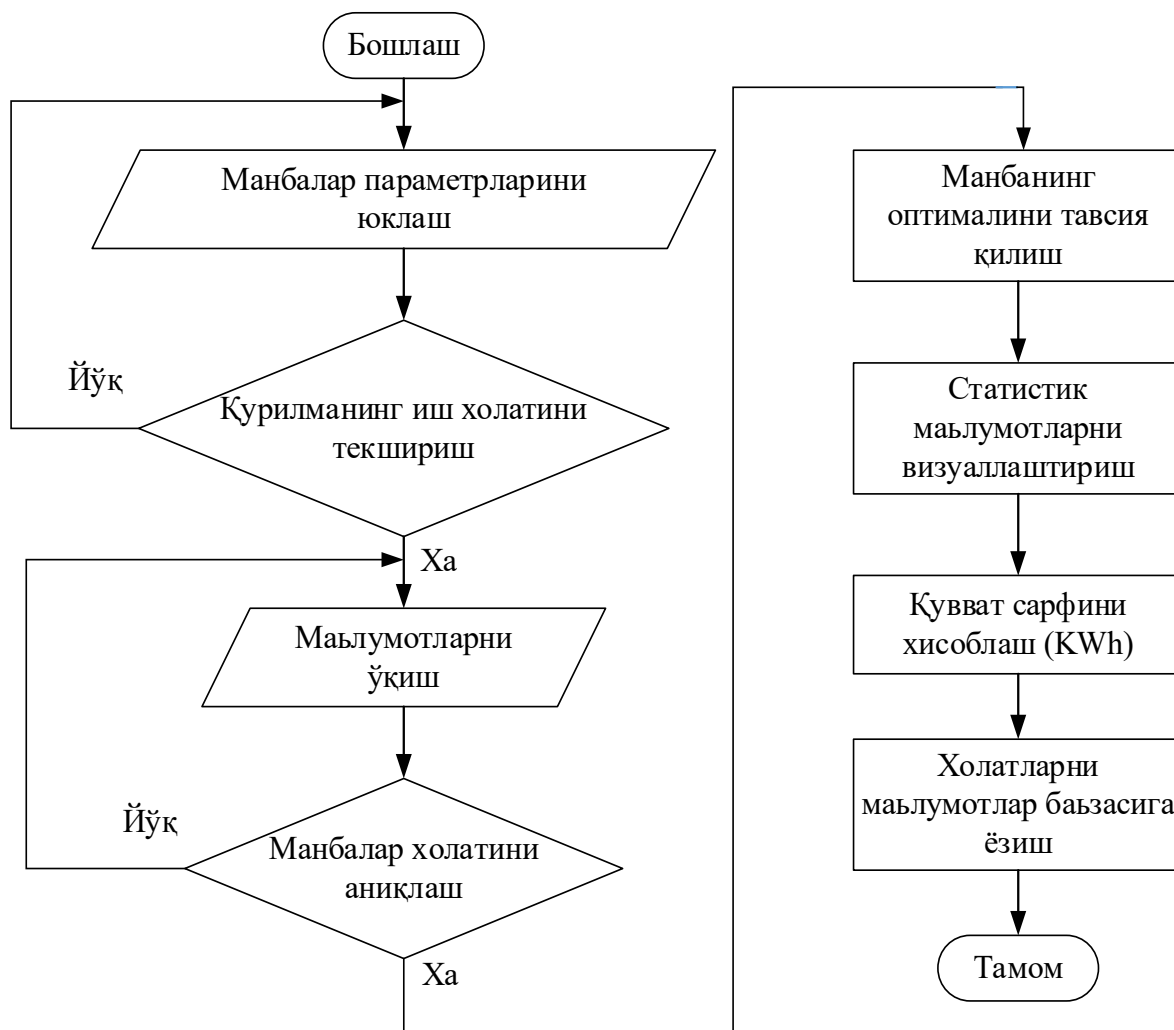 Бошлаш
Манбалар параметрларини
юклаш
Йўқ
Қурилманинг иш холатини
текшириш
Ха
Маьлумотларни
ўқиш
Йўқ
Манбалар холатини
аниқлаш
Ха
Манбанинг
оптималини тавсия
қилиш
Статистик
маьлумотларни
визуаллаштириш
Қувват сарфини
хисоблаш (KWh)
Холатларни
маьлумотлар баьзасига
ёзиш
Тамом